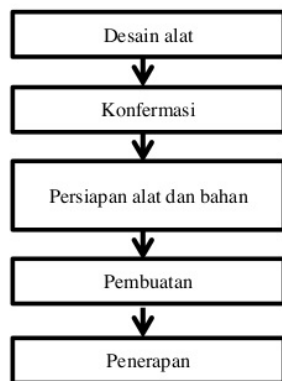 Desain alat
Konfermasi
Persiapan alat dan bahan
Pembuatan
Penerapan